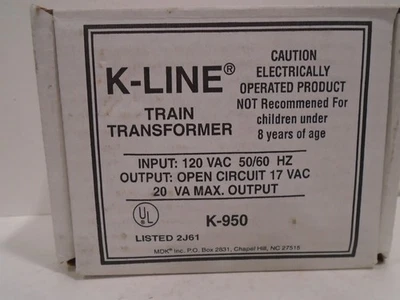 K-LINE®
TRAIN
TRANSFORMER
CAUTION
ELECTRICALLY
OPERATED PRODUCT
NOT Recommended For
children under
8 years of age
INPUT: 120 VAC 50/60 HZ
OUTPUT: OPEN CIRCUIT 17 VAC
20 VA MAX. OUTPUT
UL
K-950
LISTED 2J61
MDK® Inc. P.O. Box 2831, Chapel Hill, NC 27515